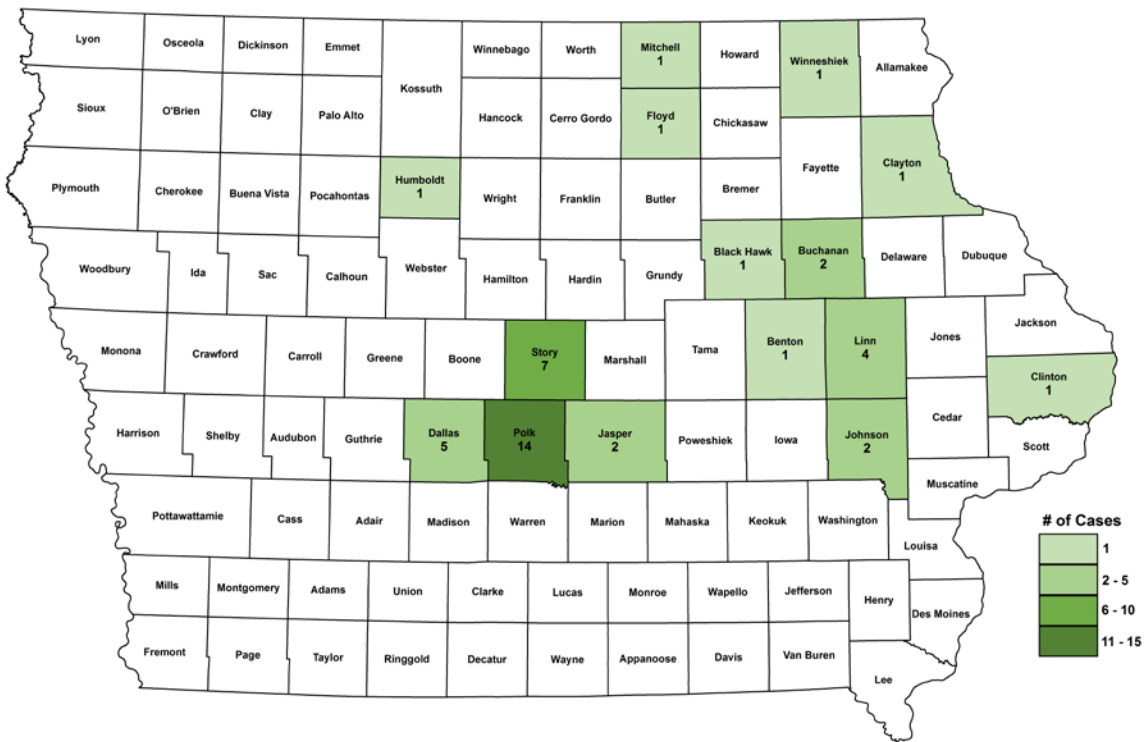 Lyon
Osceola
Dickinson
Emmet
Kossuth
Winnebago
Worth
Mitchell
1
Howard
Winneshiek
1
Allamakee
Sioux
O'Brien
Clay
Palo Alto
Hancock
Cerro Gordo
Floyd
1
Chickasaw
Fayette
Clayton
1
Plymouth
Cherokee
Buena Vista
Pocahontas
Humboldt
1
Wright
Franklin
Butler
Bremer
Woodbury
Ida
Sac
Calhoun
Webster
Hamilton
Hardin
Grundy
Black Hawk
1
Buchanan
2
Delaware
Dubuque
Monona
Crawford
Carroll
Greene
Boone
Story
7
Marshall
Tama
Benton
1
Linn
4
Jones
Jackson
Clinton
1
Harrison
Shelby
Audubon
Guthrie
Dallas
5
Polk
14
Jasper
2
Poweshiek
Iowa
Johnson
2
Cedar
Scott
Muscatine
Pottawattamie
Cass
Adair
Madison
Warren
Marion
Mahaska
Keokuk
Washington
Louisa
Mills
Montgomery
Adams
Union
Clarke
Lucas
Monroe
Wapello
Jefferson
Henry
Des Moines
Fremont
Page
Taylor
Ringgold
Decatur
Wayne
Appanoose
Davis
Van Buren
Lee
# of Cases
1
2 - 5
6 - 10
11 - 15